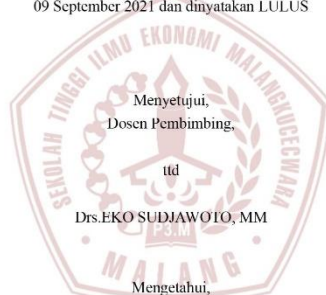 09 September 2021 dan dinyatakan LULUS
SEKOLAH TINGGI ILMU EKONOMI MALANGKUCECWARA
Menyetujui,
Dosen Pembimbing,
ttd
Drs.EKO SUDJAWOTO, MM
P3.M
MALANG
Mengetahui,